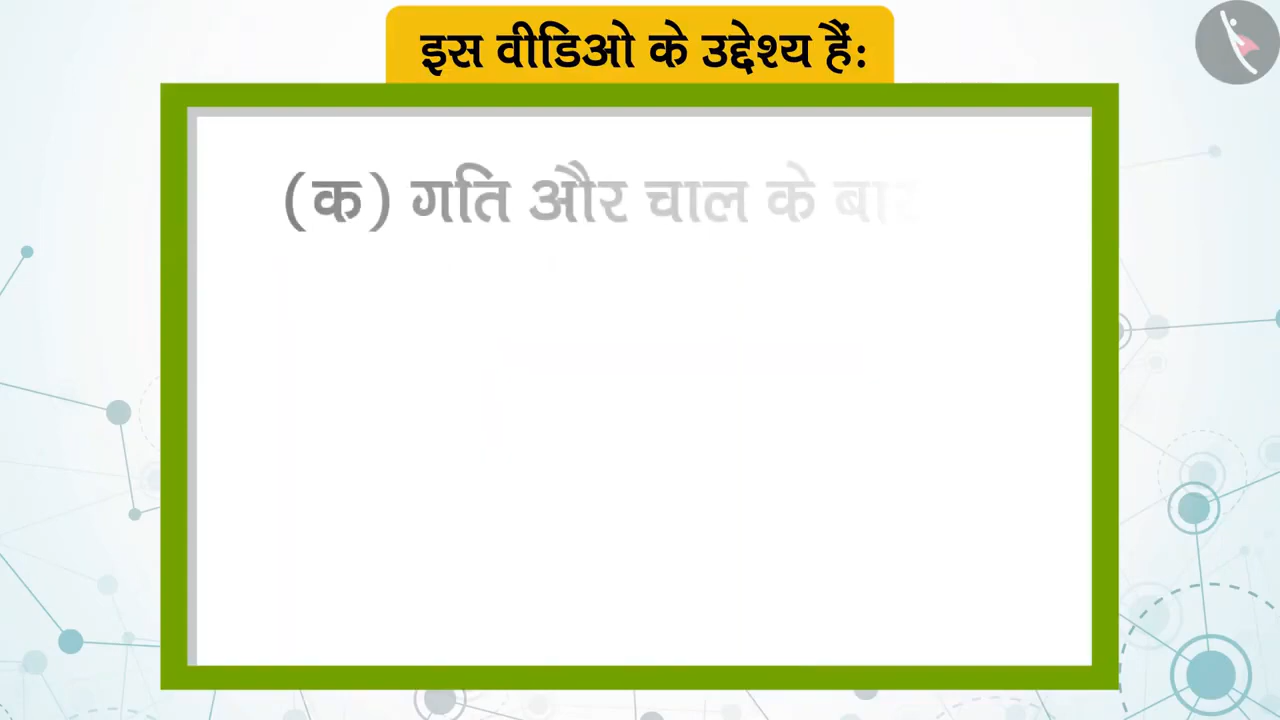 इस वीडिओ के उद्देश्य हैं:
(क) गति और चाल के बार